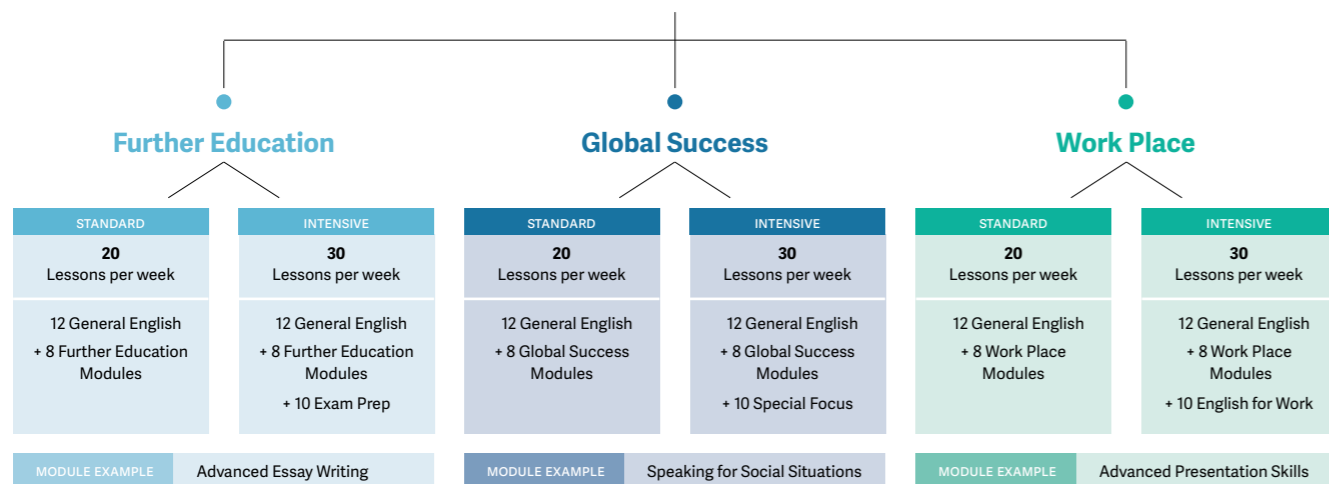 Further Education
STANDARD
20
Lessons per week
12 General English
+ 8 Further Education
Modules
INTENSIVE
30
Lessons per week
12 General English
+ 8 Further Education
Modules
+ 10 Exam Prep
MODULE EXAMPLE
Advanced Essay Writing
Global Success
STANDARD
20
Lessons per week
12 General English
+ 8 Global Success
Modules
INTENSIVE
30
Lessons per week
12 General English
+ 8 Global Success
Modules
+ 10 Special Focus
MODULE EXAMPLE
Speaking for Social Situations
Work Place
STANDARD
20
Lessons per week
12 General English
+ 8 Work Place
Modules
INTENSIVE
30
Lessons per week
12 General English
+ 8 Work Place
Modules
+ 10 English for Work
MODULE EXAMPLE
Advanced Presentation Skills